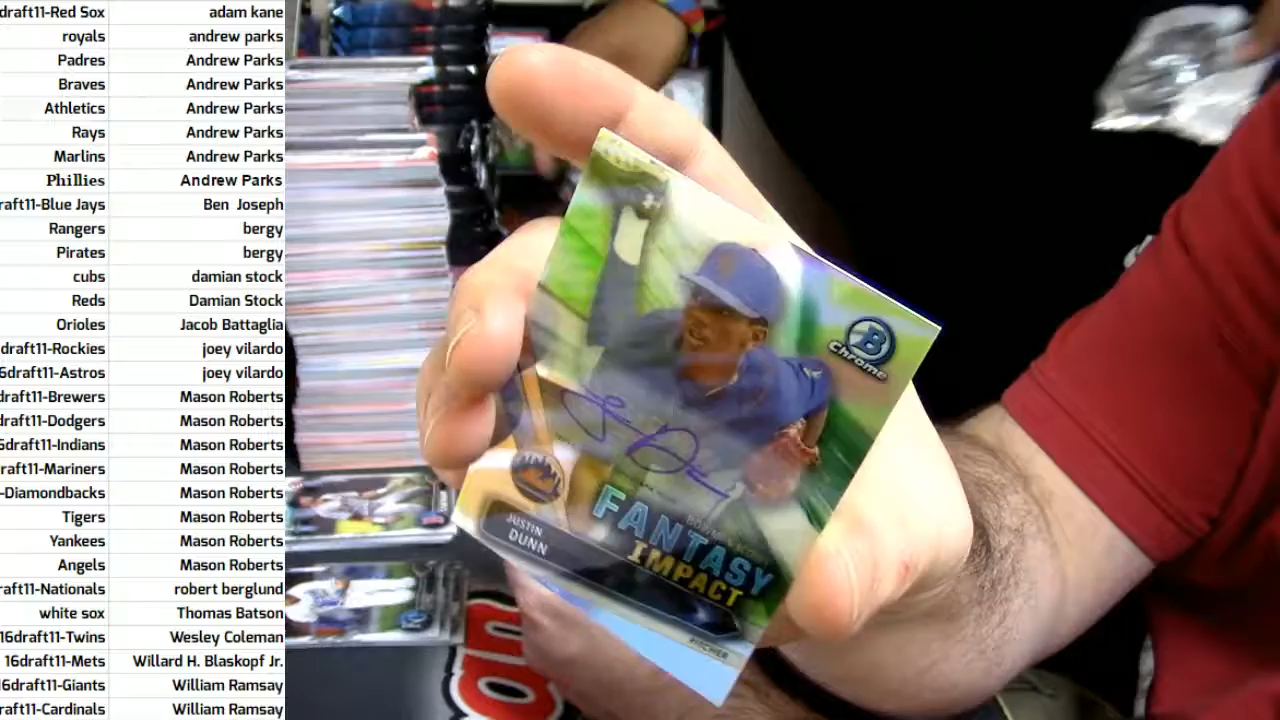 draft11-Red Sox adam kane
royals andrew parks
Padres Andrew Parks
Braves Andrew Parks
Athletics Andrew Parks
Rays Andrew Parks
Marlins Andrew Parks
Phillies Andrew Parks
raft11-Blue Jays Ben Joseph
Rangers bergy
Pirates bergy
cubs damian stock
Reds Damian Stock
Orioles Jacob Battaglia
draft11-Rockies joey vilardo
6draft11-Astros joey vilardo
draft11-Brewers Mason Roberts
draft11-Dodgers Mason Roberts
6draft11-Indians Mason Roberts
raft11-Mariners Mason Roberts
-Diamondbacks Mason Roberts
Tigers Mason Roberts
Yankees Mason Roberts
Angels Mason Roberts
raft11-Nationals robert berglund
white sox Thomas Batson
16draft11-Twins Wesley Coleman
16draft11-Mets Willard H. Blaskopf Jr.
6draft11-Giants William Ramsay
raft11-Cardinals William Ramsay
B
Chrome
JUSTIN
DUNN
FANTASY
IMPACT
PITCHER